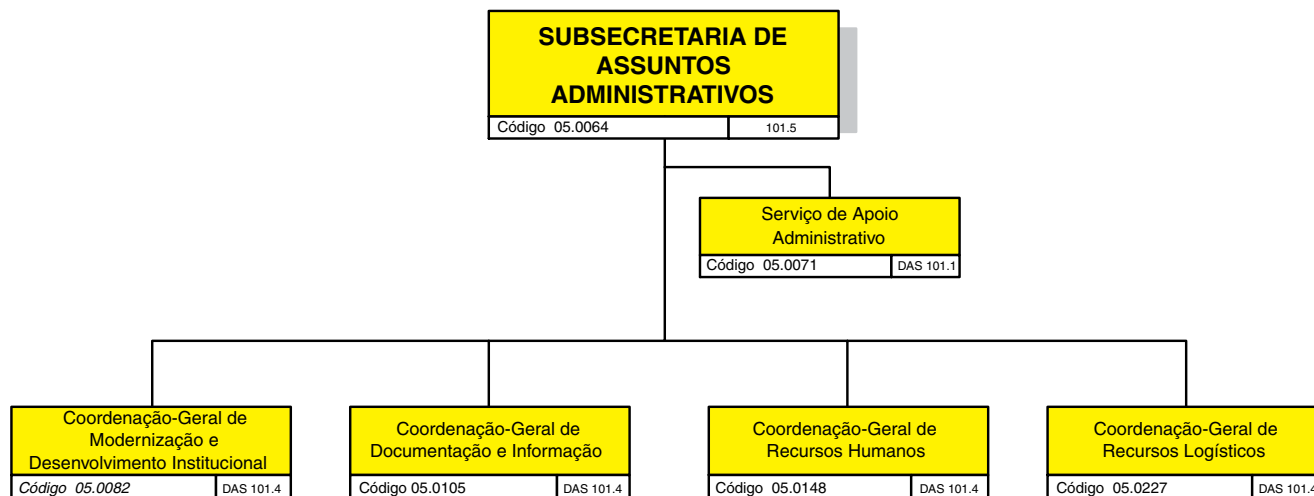 SUBSECRETARIA DE
ASSUNTOS
ADMINISTRATIVOS
Código 05.0064 101.5
Serviço de Apoio
Administrativo
Código 05.0071 DAS 101.1
Coordenação-Geral de
Modernização e
Desenvolvimento Institucional
Código 05.0082 DAS 101.4
Coordenação-Geral de
Documentação e Informação
Código 05.0105 DAS 101.4
Coordenação-Geral de
Recursos Humanos
Código 05.0148 DAS 101.4
Coordenação-Geral de
Recursos Logísticos
Código 05.0227 DAS 101.4